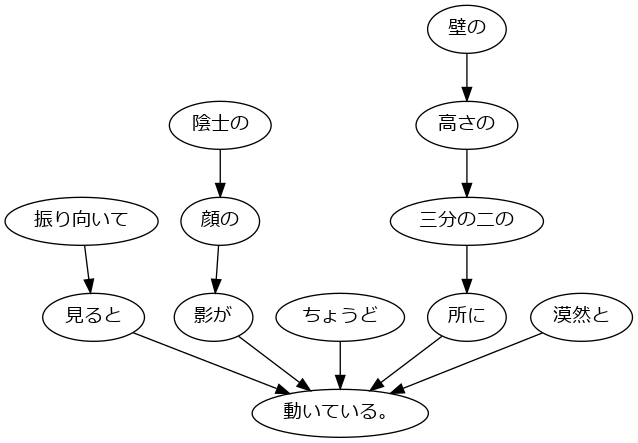 壁の
陰士の
高さの
振り向いて
顔の
三分の二の
見ると
影が
ちょうど
所に
漠然と
動いている。